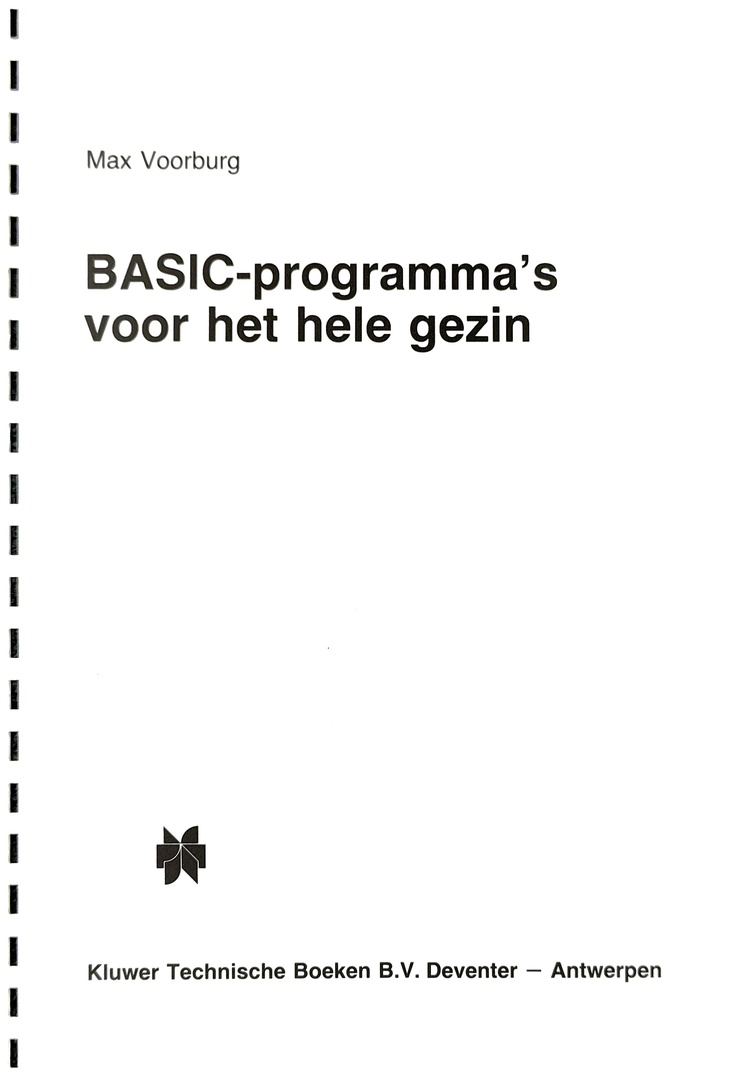 Max Voorburg
BASIC-programma's
voor het hele gezin
Kluwer Technische Boeken B.V. Deventer – Antwerpen